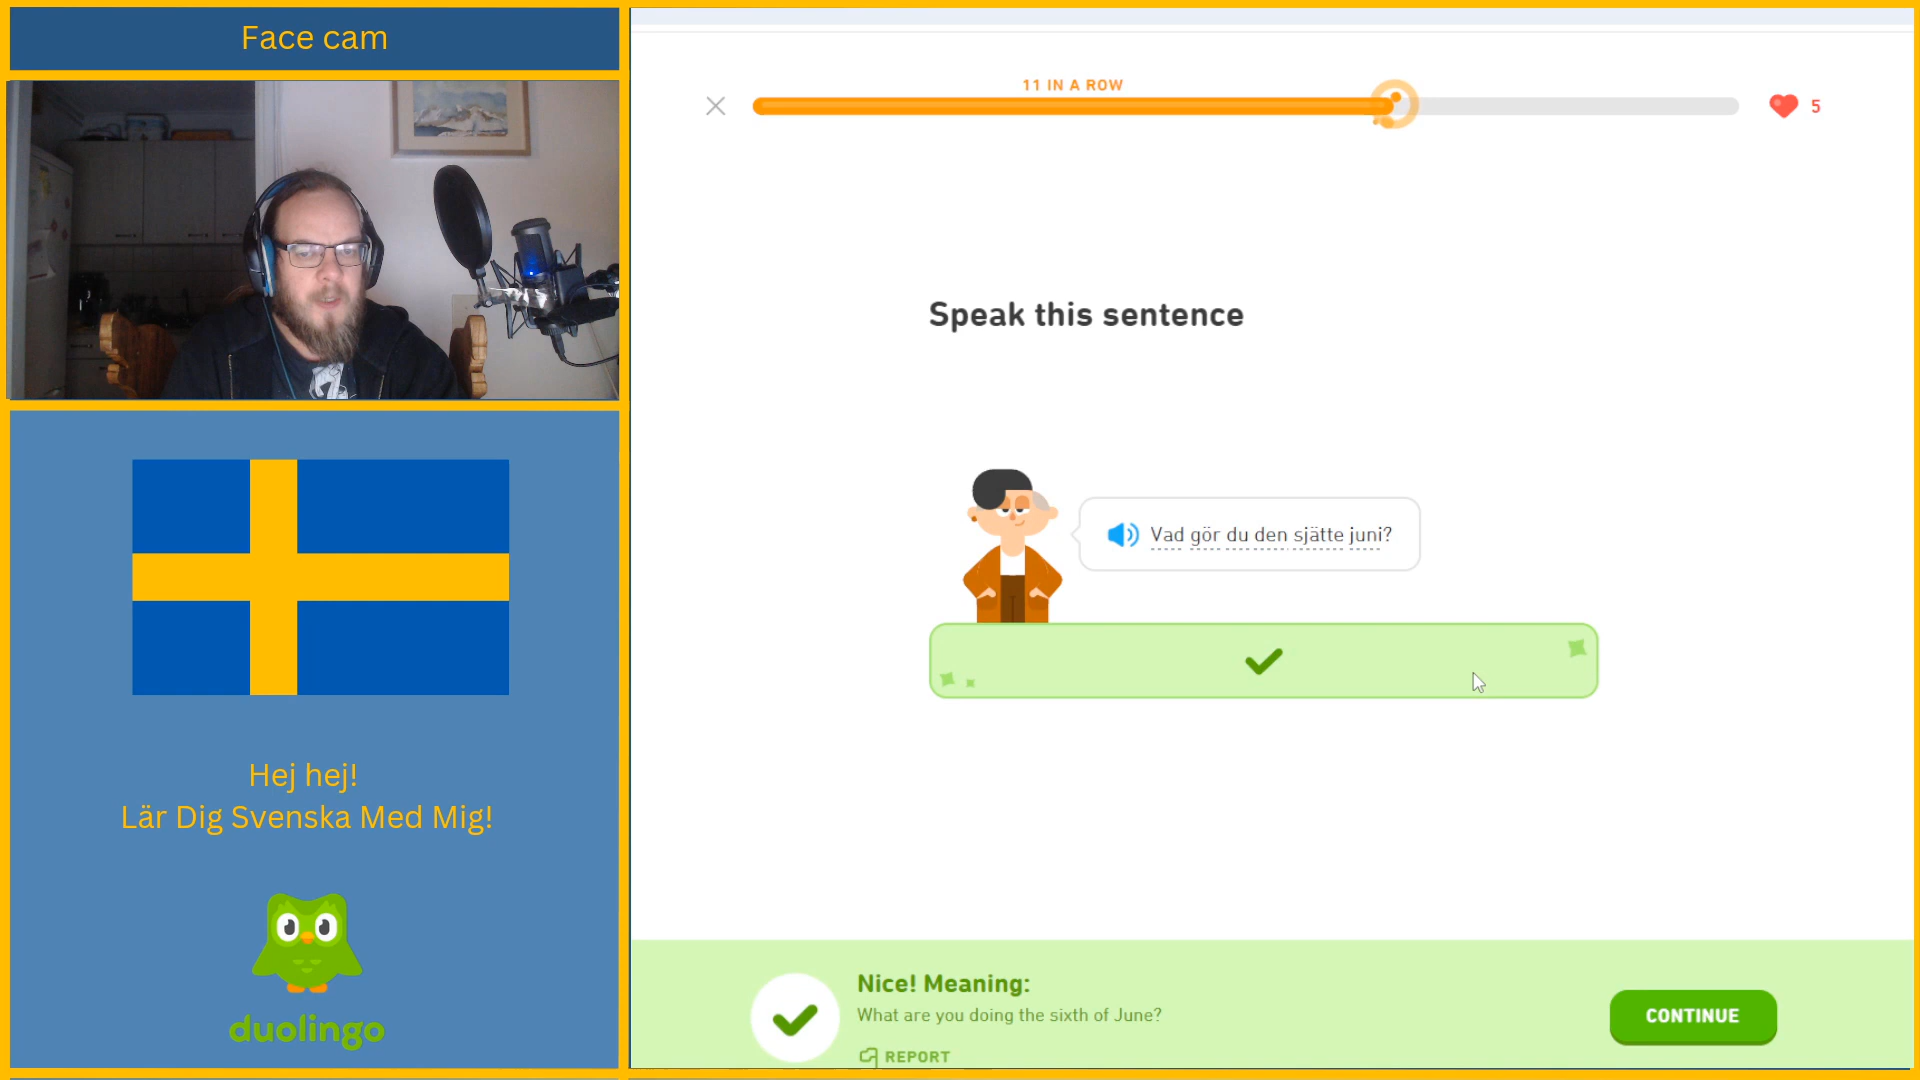 Face cam
11 IN A ROW
5
Speak this sentence
Vad gör du den sjätte juni?
Hej hej!
Lär Dig Svenska Med Mig!
duolingo
Nice! Meaning:
What are you doing the sixth of June?
REPORT
CONTINUE